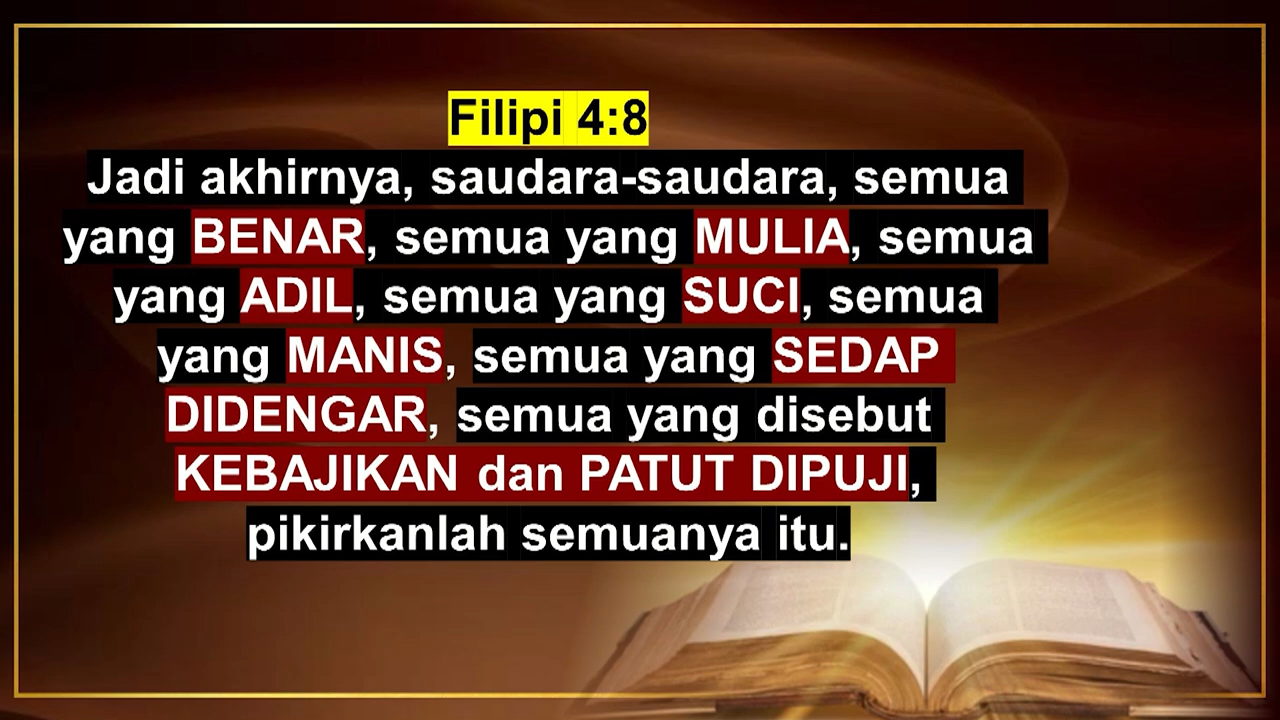 Filipi 4:8
Jadi akhirnya, saudara-saudara, semua
yang BENAR, semua yang MULIA, semua
yang ADIL, semua yang SUCI, semua
yang MANIS, semua yang SEDAP
DIDENGAR, semua yang disebut
KEBAJIKAN dan PATUT DIPUJI,
pikirkanlah semuanya itu.